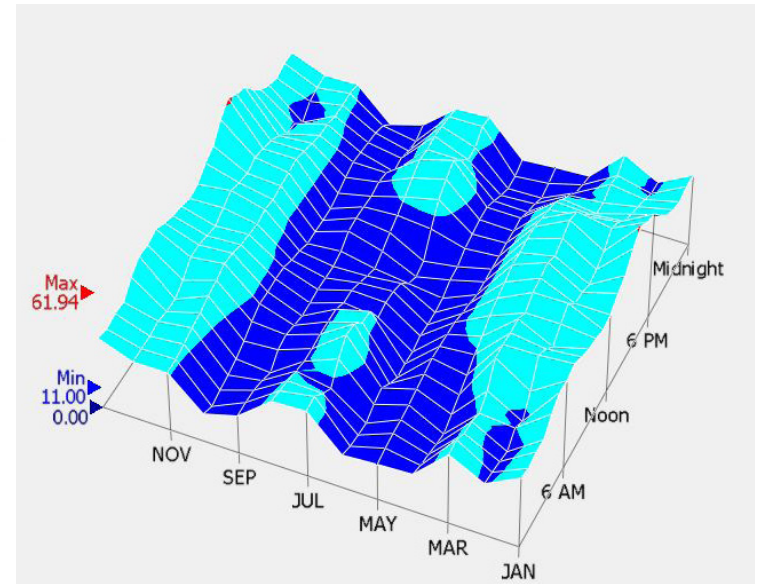 Max
61.94
Min
11.00
0.00
NOV
SEP
JUL
MAY
MAR
JAN
6 AM
Noon
6 PM
Midnight